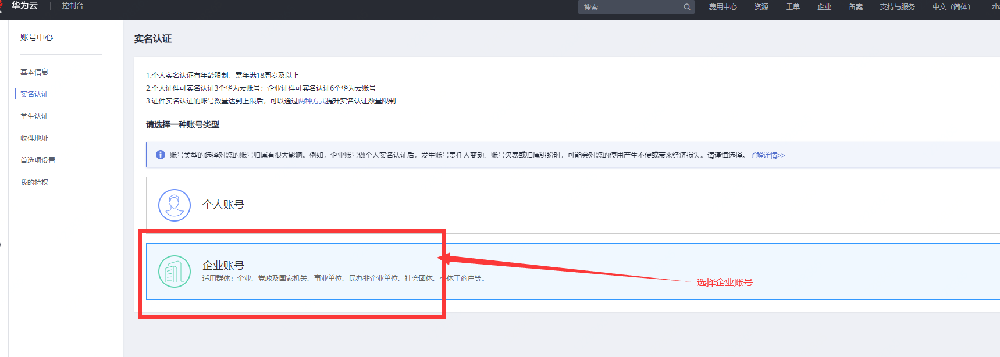 华为云 控制台 搜索 费用中心 资源 工单 企业 备案 支持与服务 中文（简体）
账号中心
基本信息
实名认证
学生认证
收件地址
首选项设置
我的特权
实名认证
1.个人实名认证有年龄限制，需年满18周岁及以上
2.个人证件可实名认证3个华为云账号；企业证件可实名认证6个华为云账号
3.证件实名认证的账号数量达到上限后，可以通过两种方式提升实名认证数量限制
请选择一种账号类型
账号类型的选择对您的账号归属有很大影响。例如，企业账号做个人实名认证后，发生账号责任人变动、账号欠费或归属纠纷时，可能会对您的使用产生不便或带来经济损失。请谨慎选择。了解详情>>
个人账号
企业账号
适用群体：企业、党政及国家机关、事业单位、民办非企业单位、社会团体、个体工商户等。
选择企业账号